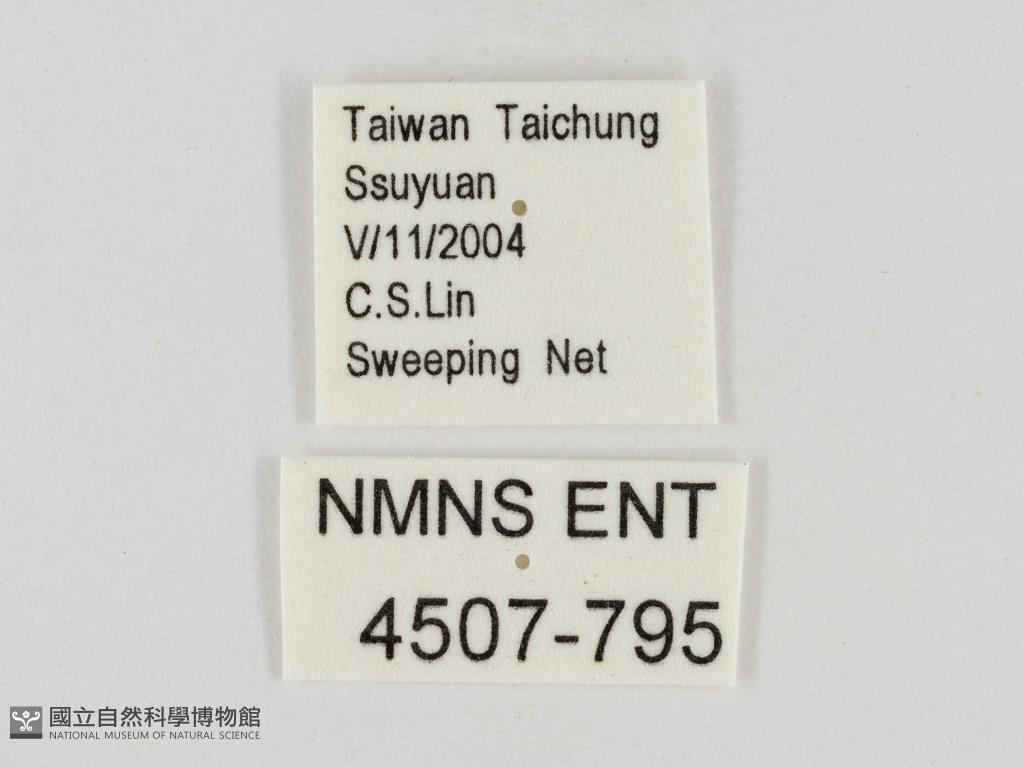 Taiwan Taichung
Ssuyuan
V/11/2004
C.S.Lin
Sweeping Net
NMNS ENT
4507-795
國立自然科學博物館
NATIONAL MUSEUM OF NATURAL SCIENCE